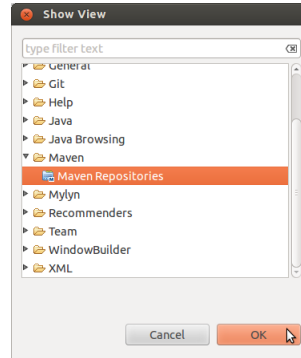 Show View
type filter text
General
Git
Help
Java
Java Browsing
Maven
Maven Repositories
Mylyn
Recommenders
Team
WindowBuilder
XML
Cancel
OK